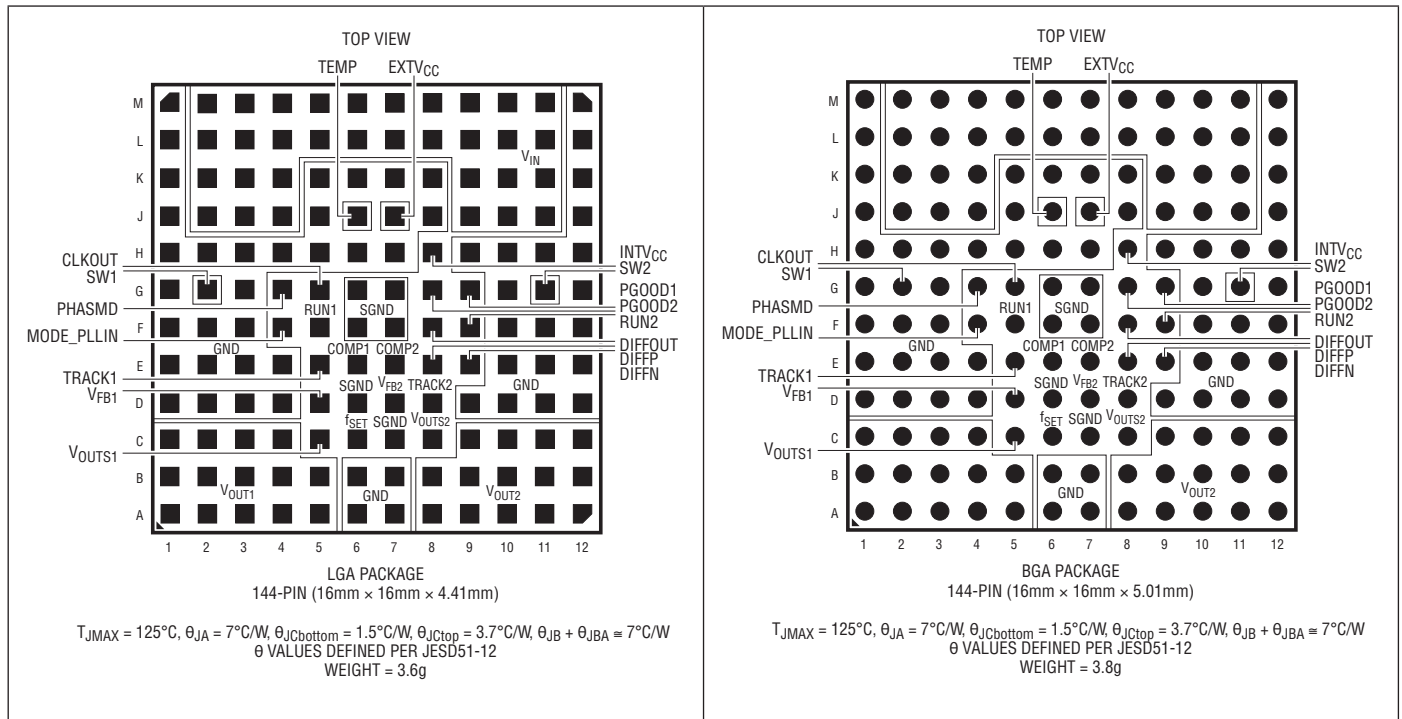 TOP VIEW
TEMP EXTVCC
M
L
VIN
K
J
H
CLKOUT INTVCC
SW1 SW2
G PGOOD1
PHASMD RUN1 SGND PGOOD2
F RUN2
MODE_PLLIN GND COMP1 COMP2 DIFFOUT
E DIFFP
TRACK1 SGND VFB2 TRACK2 GND DIFFN
VFB1
D
fSET SGND VOUTS2
C
VOUTS1
B
VOUT1 GND VOUT2
A
1 2 3 4 5 6 7 8 9 10 11 12
LGA PACKAGE
144-PIN (16mm × 16mm × 4.41mm)
TJMAX = 125°C, θJA = 7°C/W, θJCbottom = 1.5°C/W, θJCtop = 3.7°C/W, θJB + θJBA ≅ 7°C/W
θ VALUES DEFINED PER JESD51-12
WEIGHT = 3.6g
TOP VIEW
TEMP EXTVCC
M
L
K
J
H
CLKOUT INTVCC
SW1 SW2
G PGOOD1
PHASMD RUN1 SGND PGOOD2
F RUN2
MODE_PLLIN GND COMP1 COMP2 DIFFOUT
E DIFFP
TRACK1 SGND VFB2 TRACK2 GND DIFFN
VFB1
D
fSET SGND VOUTS2
C
VOUTS1
B
GND VOUT2
A
1 2 3 4 5 6 7 8 9 10 11 12
BGA PACKAGE
144-PIN (16mm × 16mm × 5.01mm)
TJMAX = 125°C, θJA = 7°C/W, θJCbottom = 1.5°C/W, θJCtop = 3.7°C/W, θJB + θJBA ≅ 7°C/W
θ VALUES DEFINED PER JESD51-12
WEIGHT = 3.8g